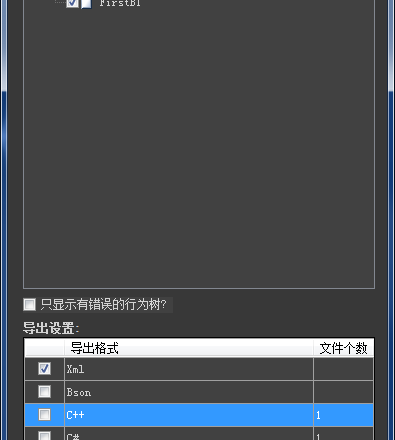 FirstBT
只显示有错误的行为树?
导出设置:
导出格式 文件个数
Xml
Bson
C++ 1
C# 1